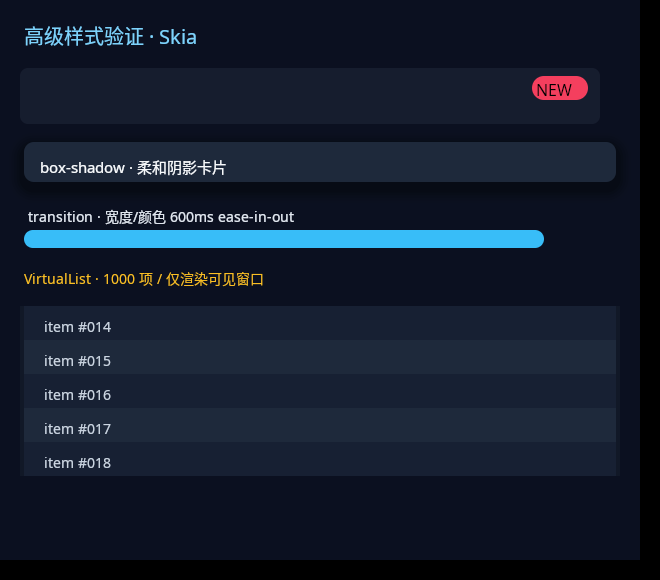 高级样式验证 · Skia
NEW
box-shadow · 柔和阴影卡片
transition · 宽度/颜色 600ms ease-in-out
VirtualList · 1000 项 / 仅渲染可见窗口
item #014
item #015
item #016
item #017
item #018